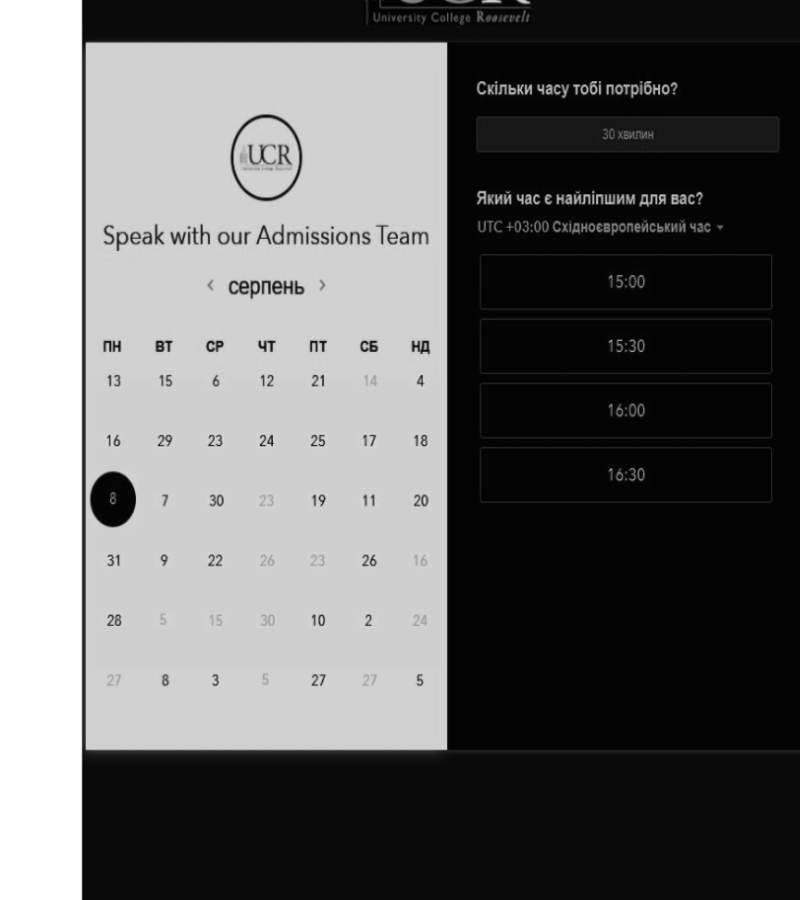 University College Roosevelt
UCR
Speak with our Admissions Team
‹ серпень ›
ПН ВТ СР ЧТ ПТ СБ НД
13 15 6 12 21 14 4
16 29 23 24 25 17 18
8 7 30 23 19 11 20
31 9 22 26 23 26 16
28 5 15 30 10 2 24
27 8 3 5 27 27 5
Скільки часу тобі потрібно?
30 хвилин
Який час є найліпшим для вас?
UTC +03:00 Східноєвропейський час
15:00
15:30
16:00
16:30